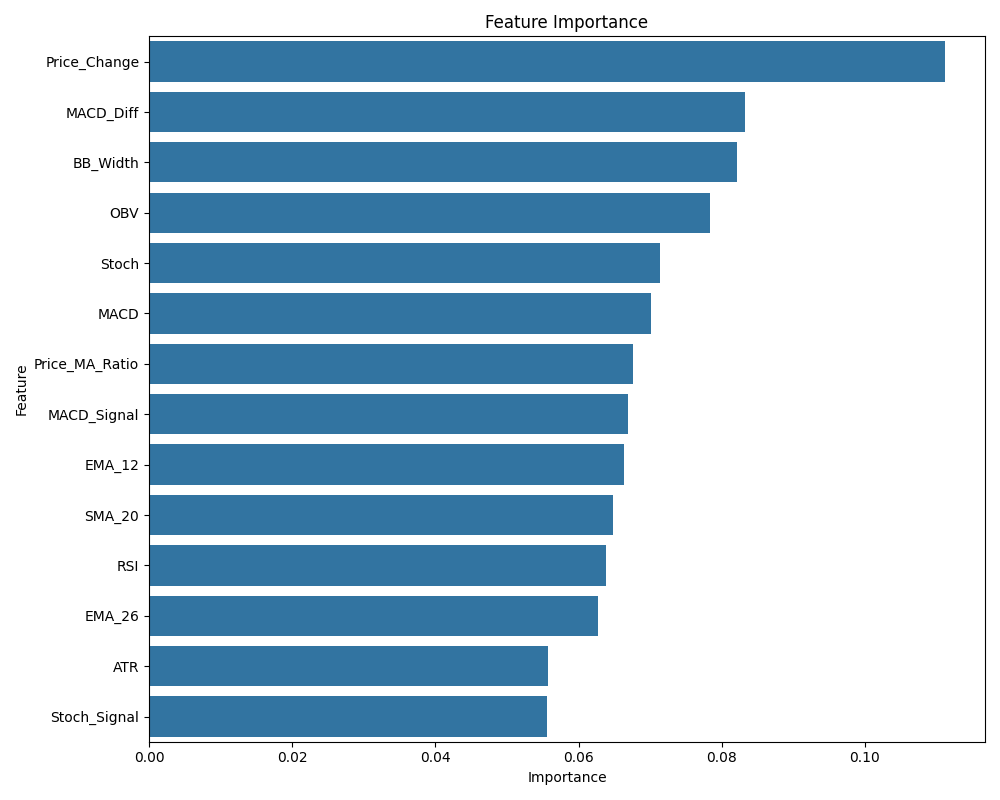 Feature Importance
Price_Change
MACD_Diff
BB_Width
OBV
Stoch
MACD
Price_MA_Ratio
MACD_Signal
EMA_12
SMA_20
RSI
EMA_26
ATR
Stoch_Signal
Feature
0.00 0.02 0.04 0.06 0.08 0.10
Importance